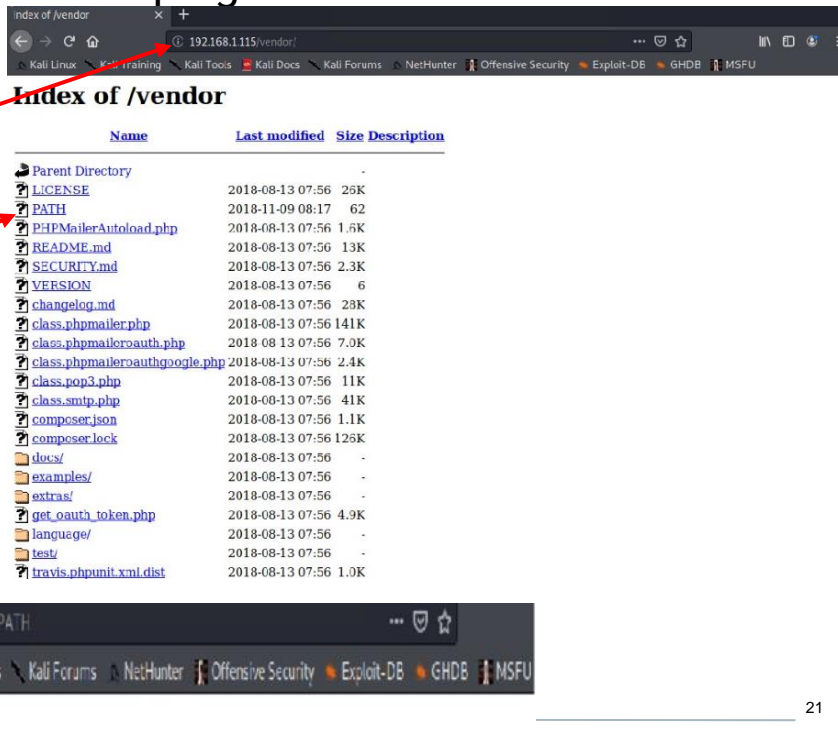 Index of /vendor
192.168.1.115/vendor/
Kali Linux Kali Training Kali Tools Kali Docs Kali Forums NetHunter Offensive Security Exploit-DB GHDB MSFU
Index of /vendor
Name Last modified Size Description
Parent Directory -
LICENSE 2018-08-13 07:56 26K
PATH 2018-11-09 08:17 62
PHPMailerAutoload.php 2018-08-13 07:56 1.6K
README.md 2018-08-13 07:56 13K
SECURITY.md 2018-08-13 07:56 2.3K
VERSION 2018-08-13 07:56 6
changelog.md 2018-08-13 07:56 28K
class.phpmailer.php 2018-08-13 07:56 141K
class.phpmaileroauth.php 2018-08-13 07:56 7.0K
class.phpmaileroauthgoogle.php 2018-08-13 07:56 2.4K
class.pop3.php 2018-08-13 07:56 11K
class.smtp.php 2018-08-13 07:56 41K
composer.json 2018-08-13 07:56 1.1K
composer.lock 2018-08-13 07:56 126K
docs/ 2018-08-13 07:56 -
examples/ 2018-08-13 07:56 -
extras/ 2018-08-13 07:56 -
get_oauth_token.php 2018-08-13 07:56 4.9K
language/ 2018-08-13 07:56 -
test/ 2018-08-13 07:56 -
travis.phpunit.xml.dist 2018-08-13 07:56 1.0K
PATH
Kali Forums NetHunter Offensive Security Exploit-DB GHDB MSFU
21